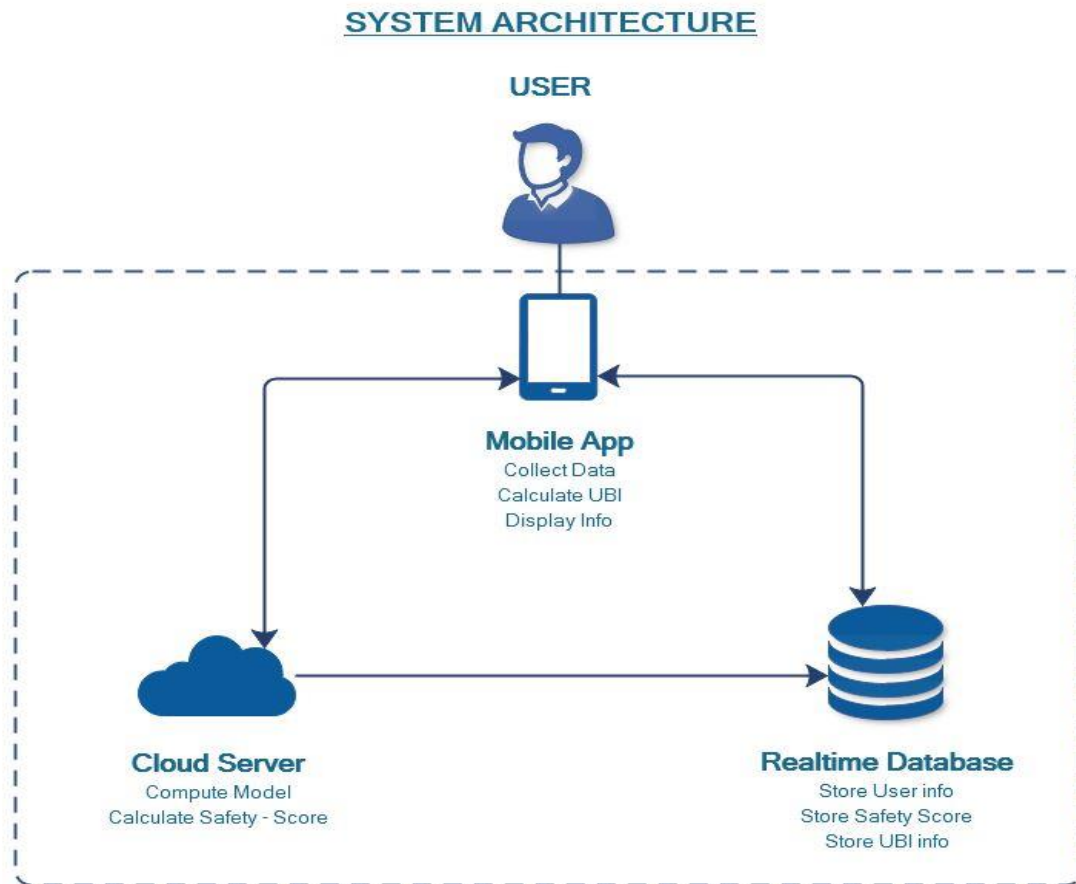 SYSTEM ARCHITECTURE
USER
Mobile App
Collect Data
Calculate UBI
Display Info
Cloud Server
Compute Model
Calculate Safety - Score
Realtime Database
Store User info
Store Safety Score
Store UBI info